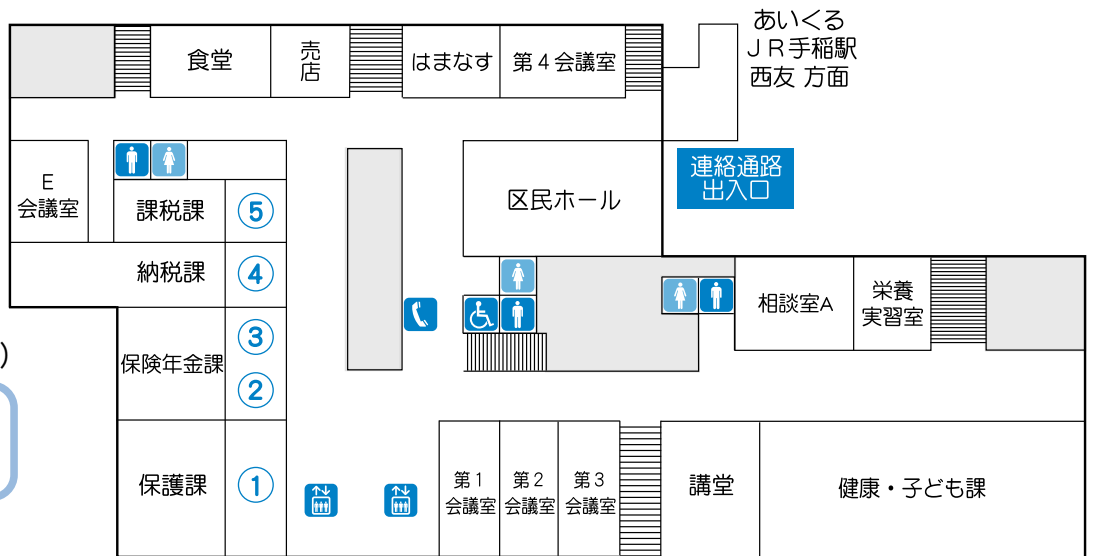 あいくる
ＪＲ手稲駅
西友 方面
食堂
売
店
はまなす
第４会議室
連絡通路
出入口
E
会議室
課税課
⑤
区民ホール
納税課
④
相談室A
栄養
実習室
保険年金課
③
②
)
保護課
①
第１
会議室
第２
会議室
第３
会議室
講堂
健康・子ども課